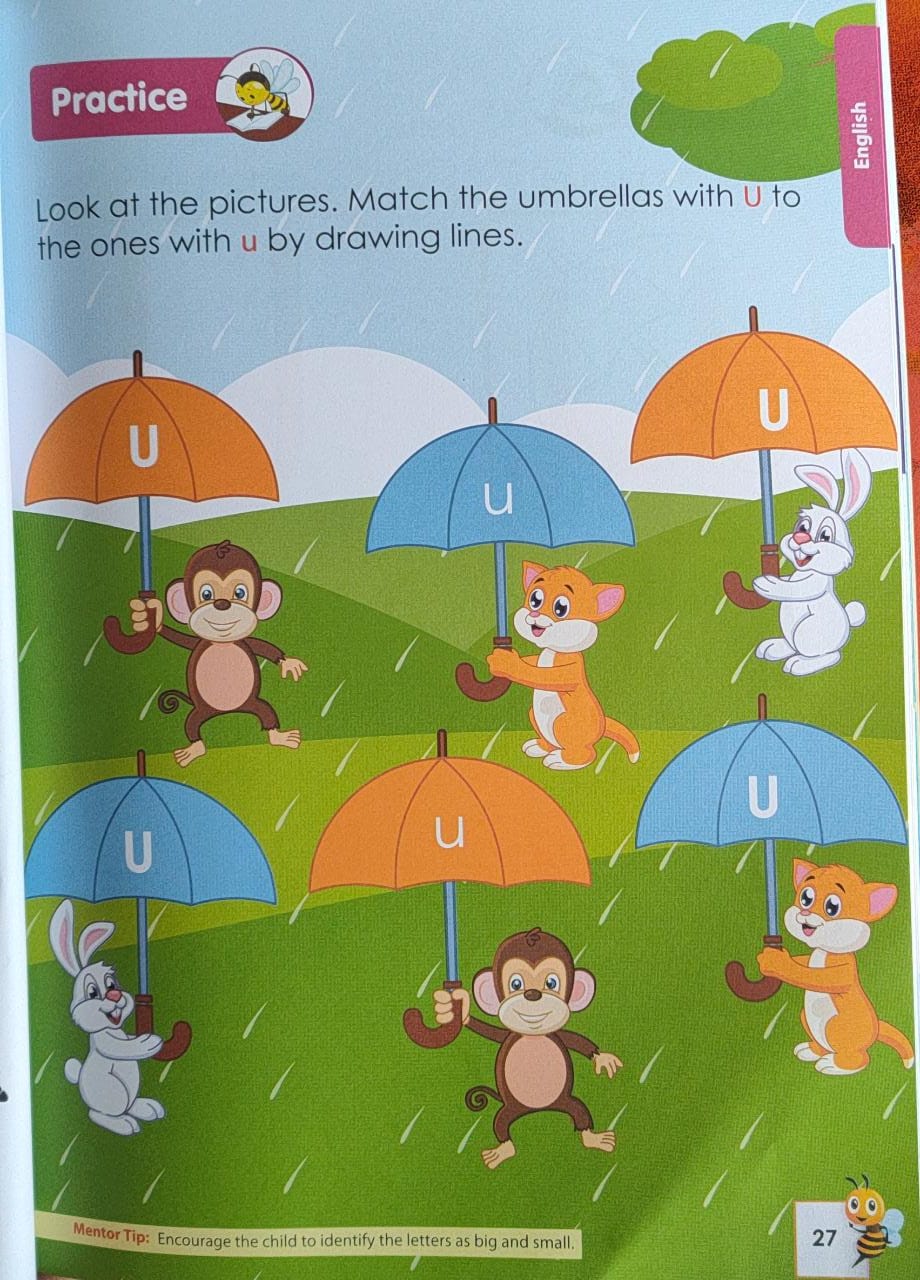 Practice
English
Look at the pictures. Match the umbrellas with U to
the ones with u by drawing lines.
U
u
U
U
u
U
Mentor Tip: Encourage the child to identify the letters as big and small.
27